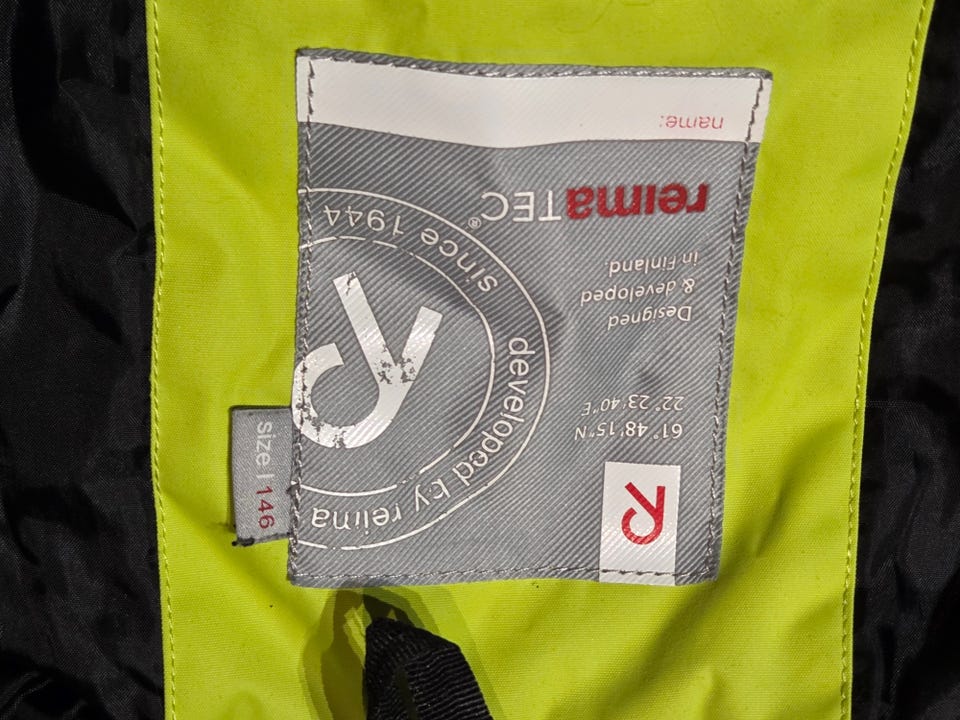 R
61° 48'15"N
22° 23'40"E
Designed
& developed
in Finland.
reimaTEC®
name:
developed by reima
since 1944
R
size | 146